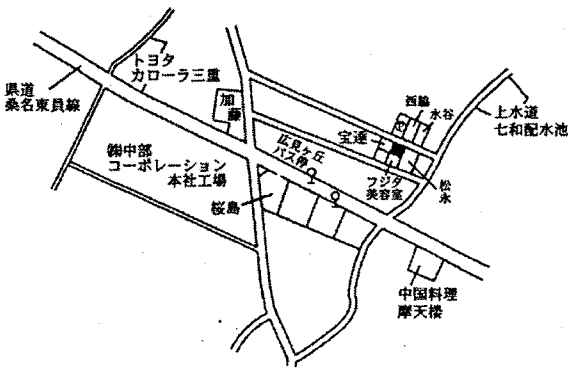 トヨタ
カローラ三重
県道
桑名東員線
加藤
㈱中部
コーポレーション
本社工場
桜島
広見ケ丘
バス停
宝達
西脇
水谷
フジタ
美容室
松永
上水道
七和配水池
中国料理
摩天楼